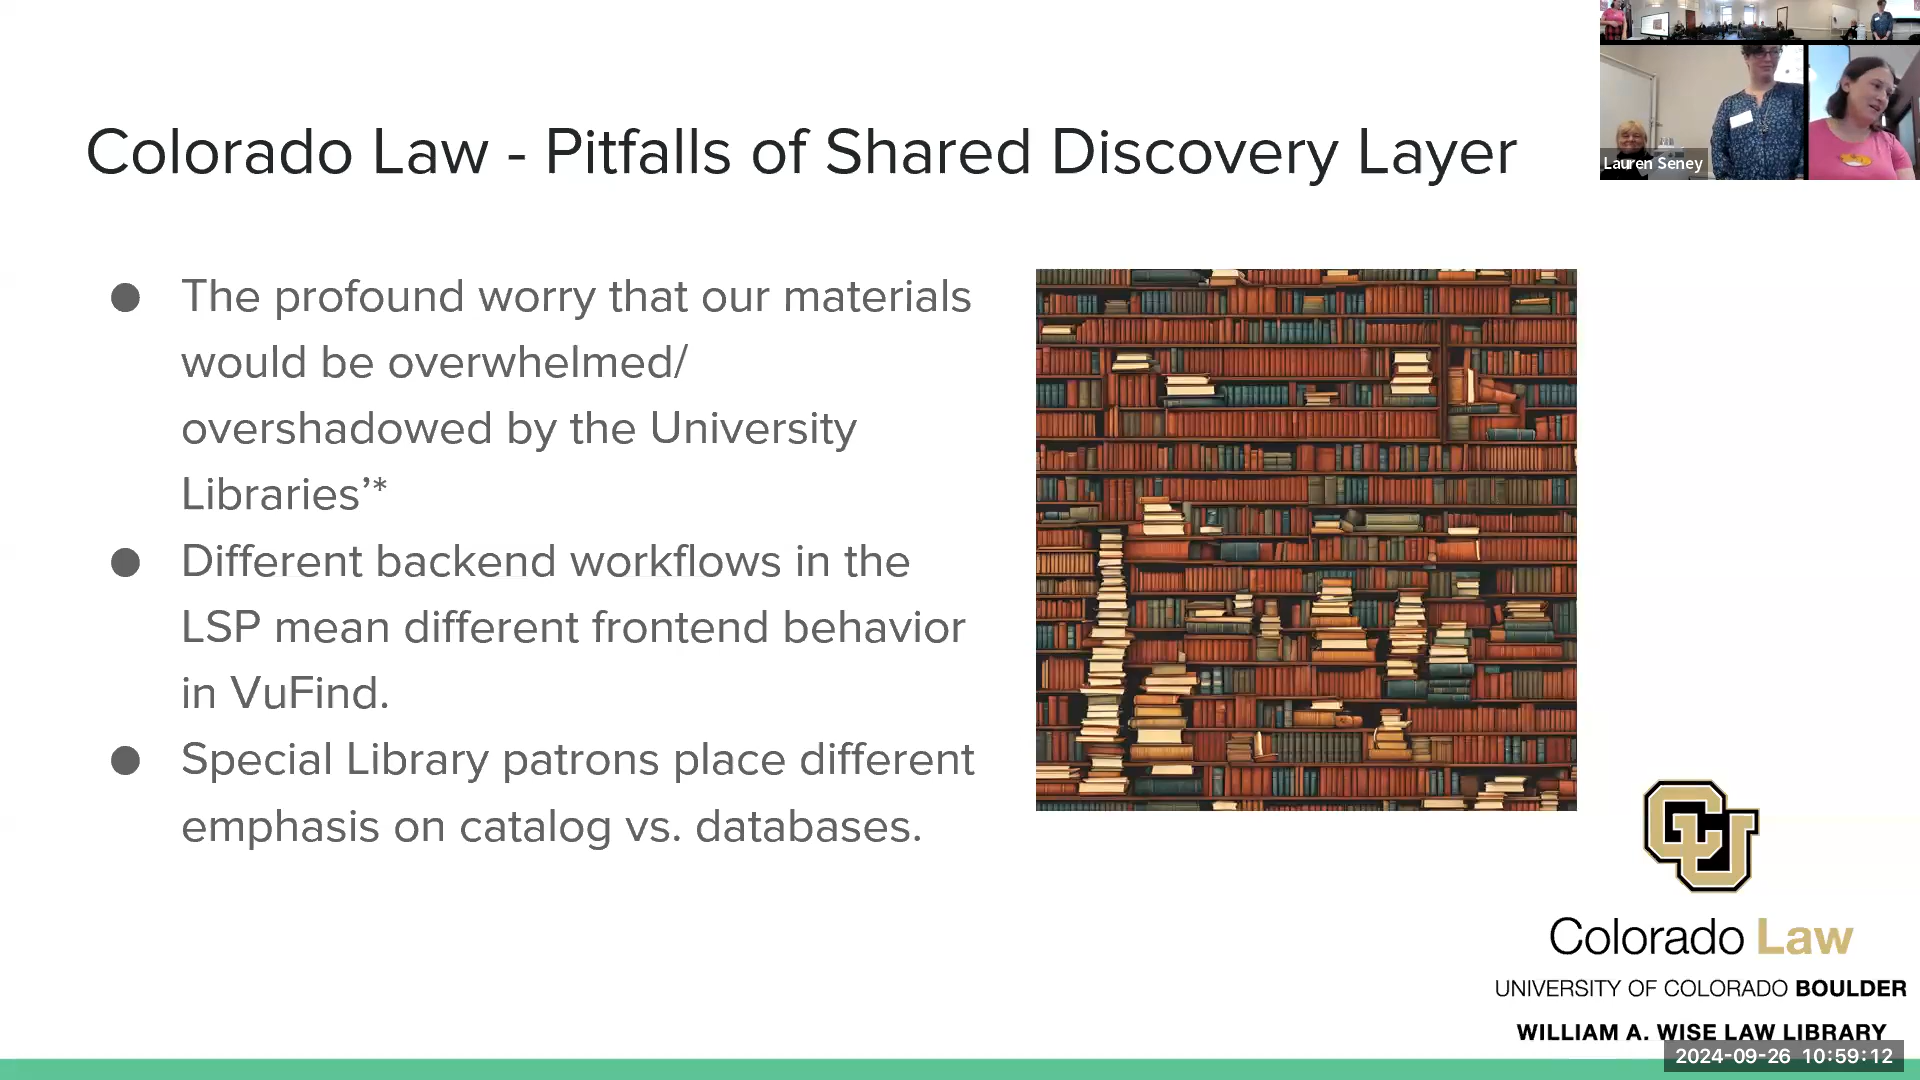 Colorado Law - Pitfalls of Shared Discovery Layer
Lauren Seney
● The profound worry that our materials
would be overwhelmed/
overshadowed by the University
Libraries’*
● Different backend workflows in the
LSP mean different frontend behavior
in VuFind.
● Special Library patrons place different
emphasis on catalog vs. databases.
CU
Colorado Law
UNIVERSITY OF COLORADO BOULDER
WILLIAM A. WISE LAW LIBRARY
2024-09-26 10:59:12